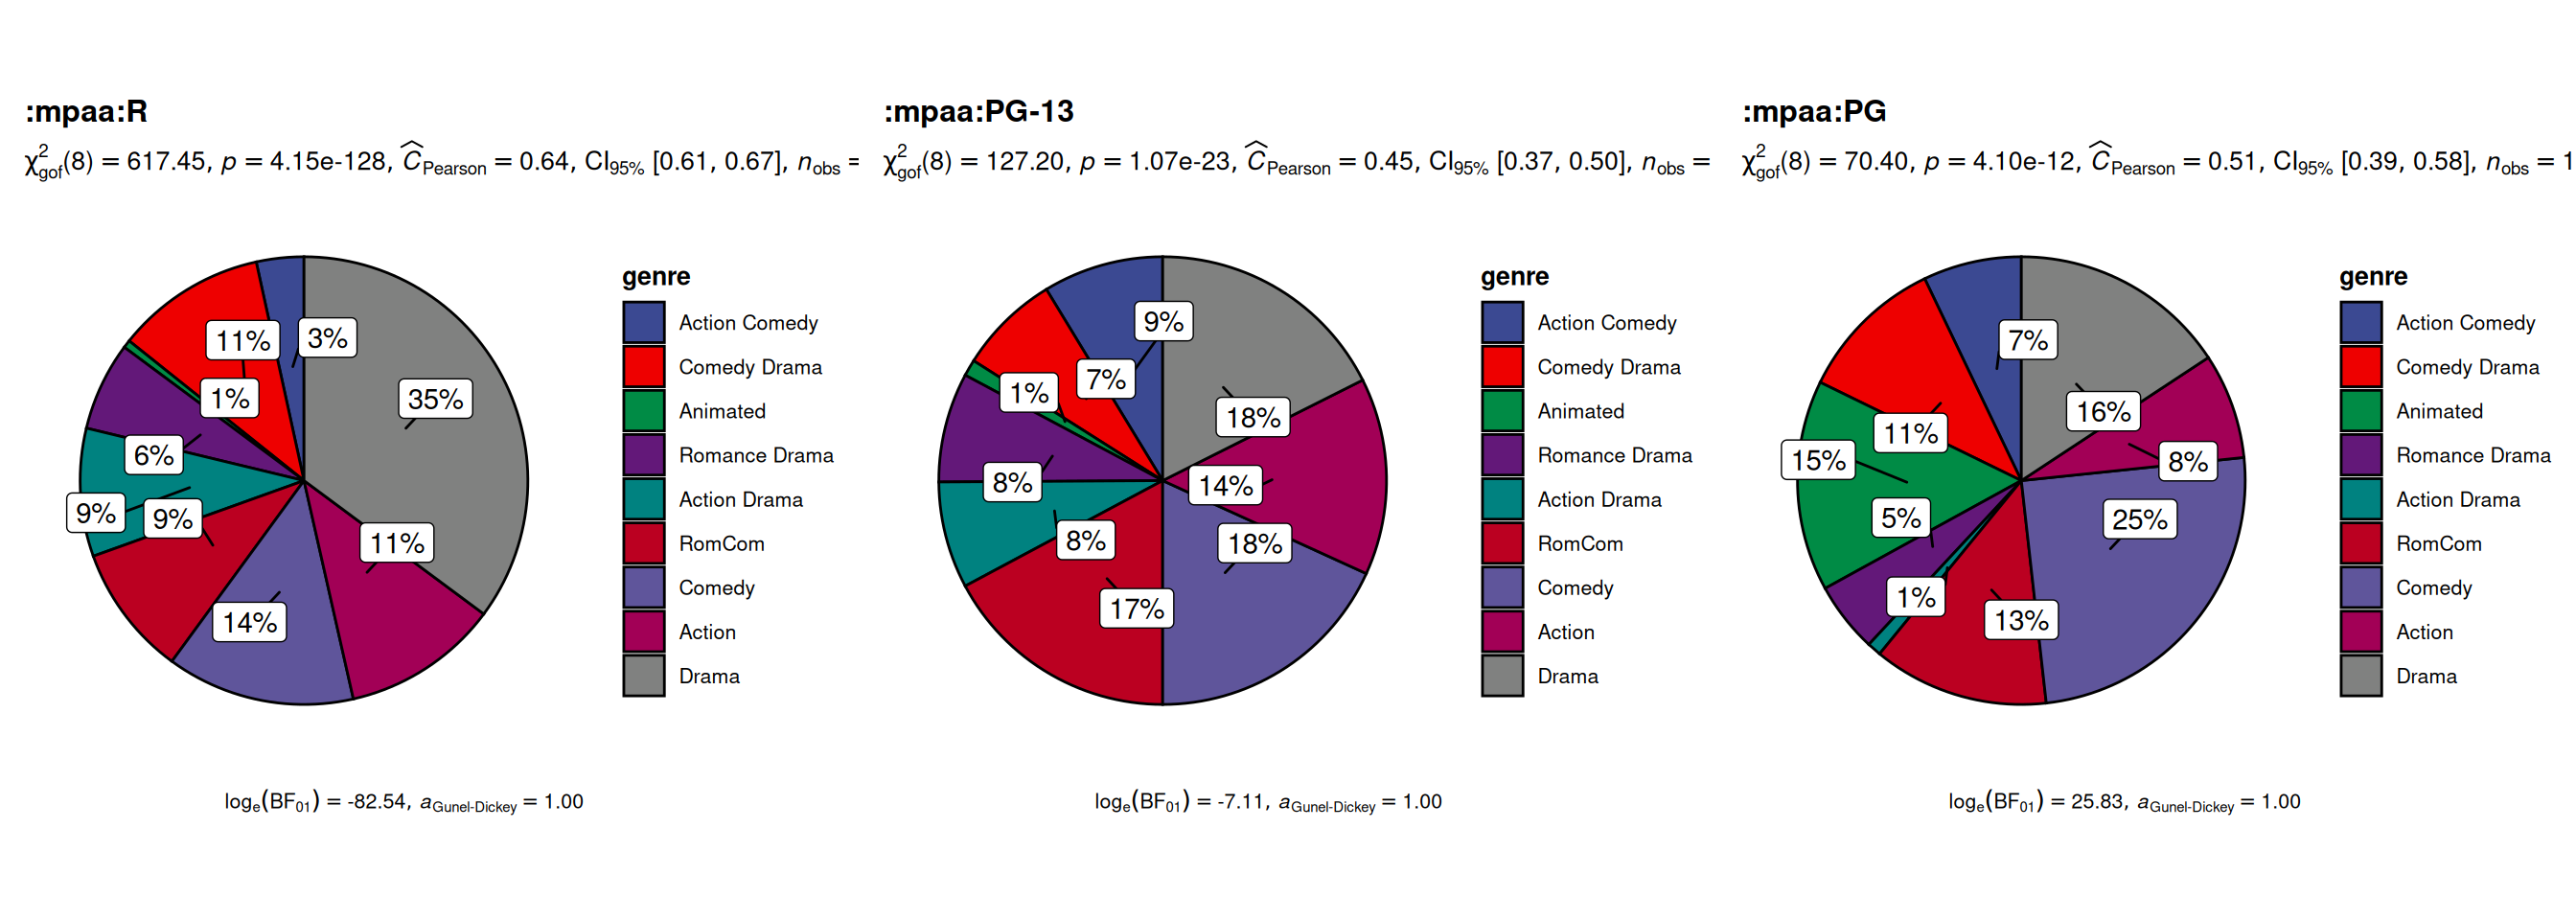 :mpaa:R
χ²gof(8) = 617.45, p = 4.15e-128, ĈPearson = 0.64, CI95% [0.61, 0.67], nobs =
35%
11%
14%
9%
9%
6%
1%
11%
3%
genre
Action Comedy
Comedy Drama
Animated
Romance Drama
Action Drama
RomCom
Comedy
Action
Drama
loge(BF01) = -82.54, aGunel-Dickey = 1.00
:mpaa:PG-13
χ²gof(8) = 127.20, p = 1.07e-23, ĈPearson = 0.45, CI95% [0.37, 0.50], nobs =
18%
14%
18%
17%
8%
8%
1%
7%
9%
genre
Action Comedy
Comedy Drama
Animated
Romance Drama
Action Drama
RomCom
Comedy
Action
Drama
loge(BF01) = -7.11, aGunel-Dickey = 1.00
:mpaa:PG
χ²gof(8) = 70.40, p = 4.10e-12, ĈPearson = 0.51, CI95% [0.39, 0.58], nobs = 1
16%
8%
25%
13%
1%
5%
15%
11%
7%
genre
Action Comedy
Comedy Drama
Animated
Romance Drama
Action Drama
RomCom
Comedy
Action
Drama
loge(BF01) = 25.83, aGunel-Dickey = 1.00